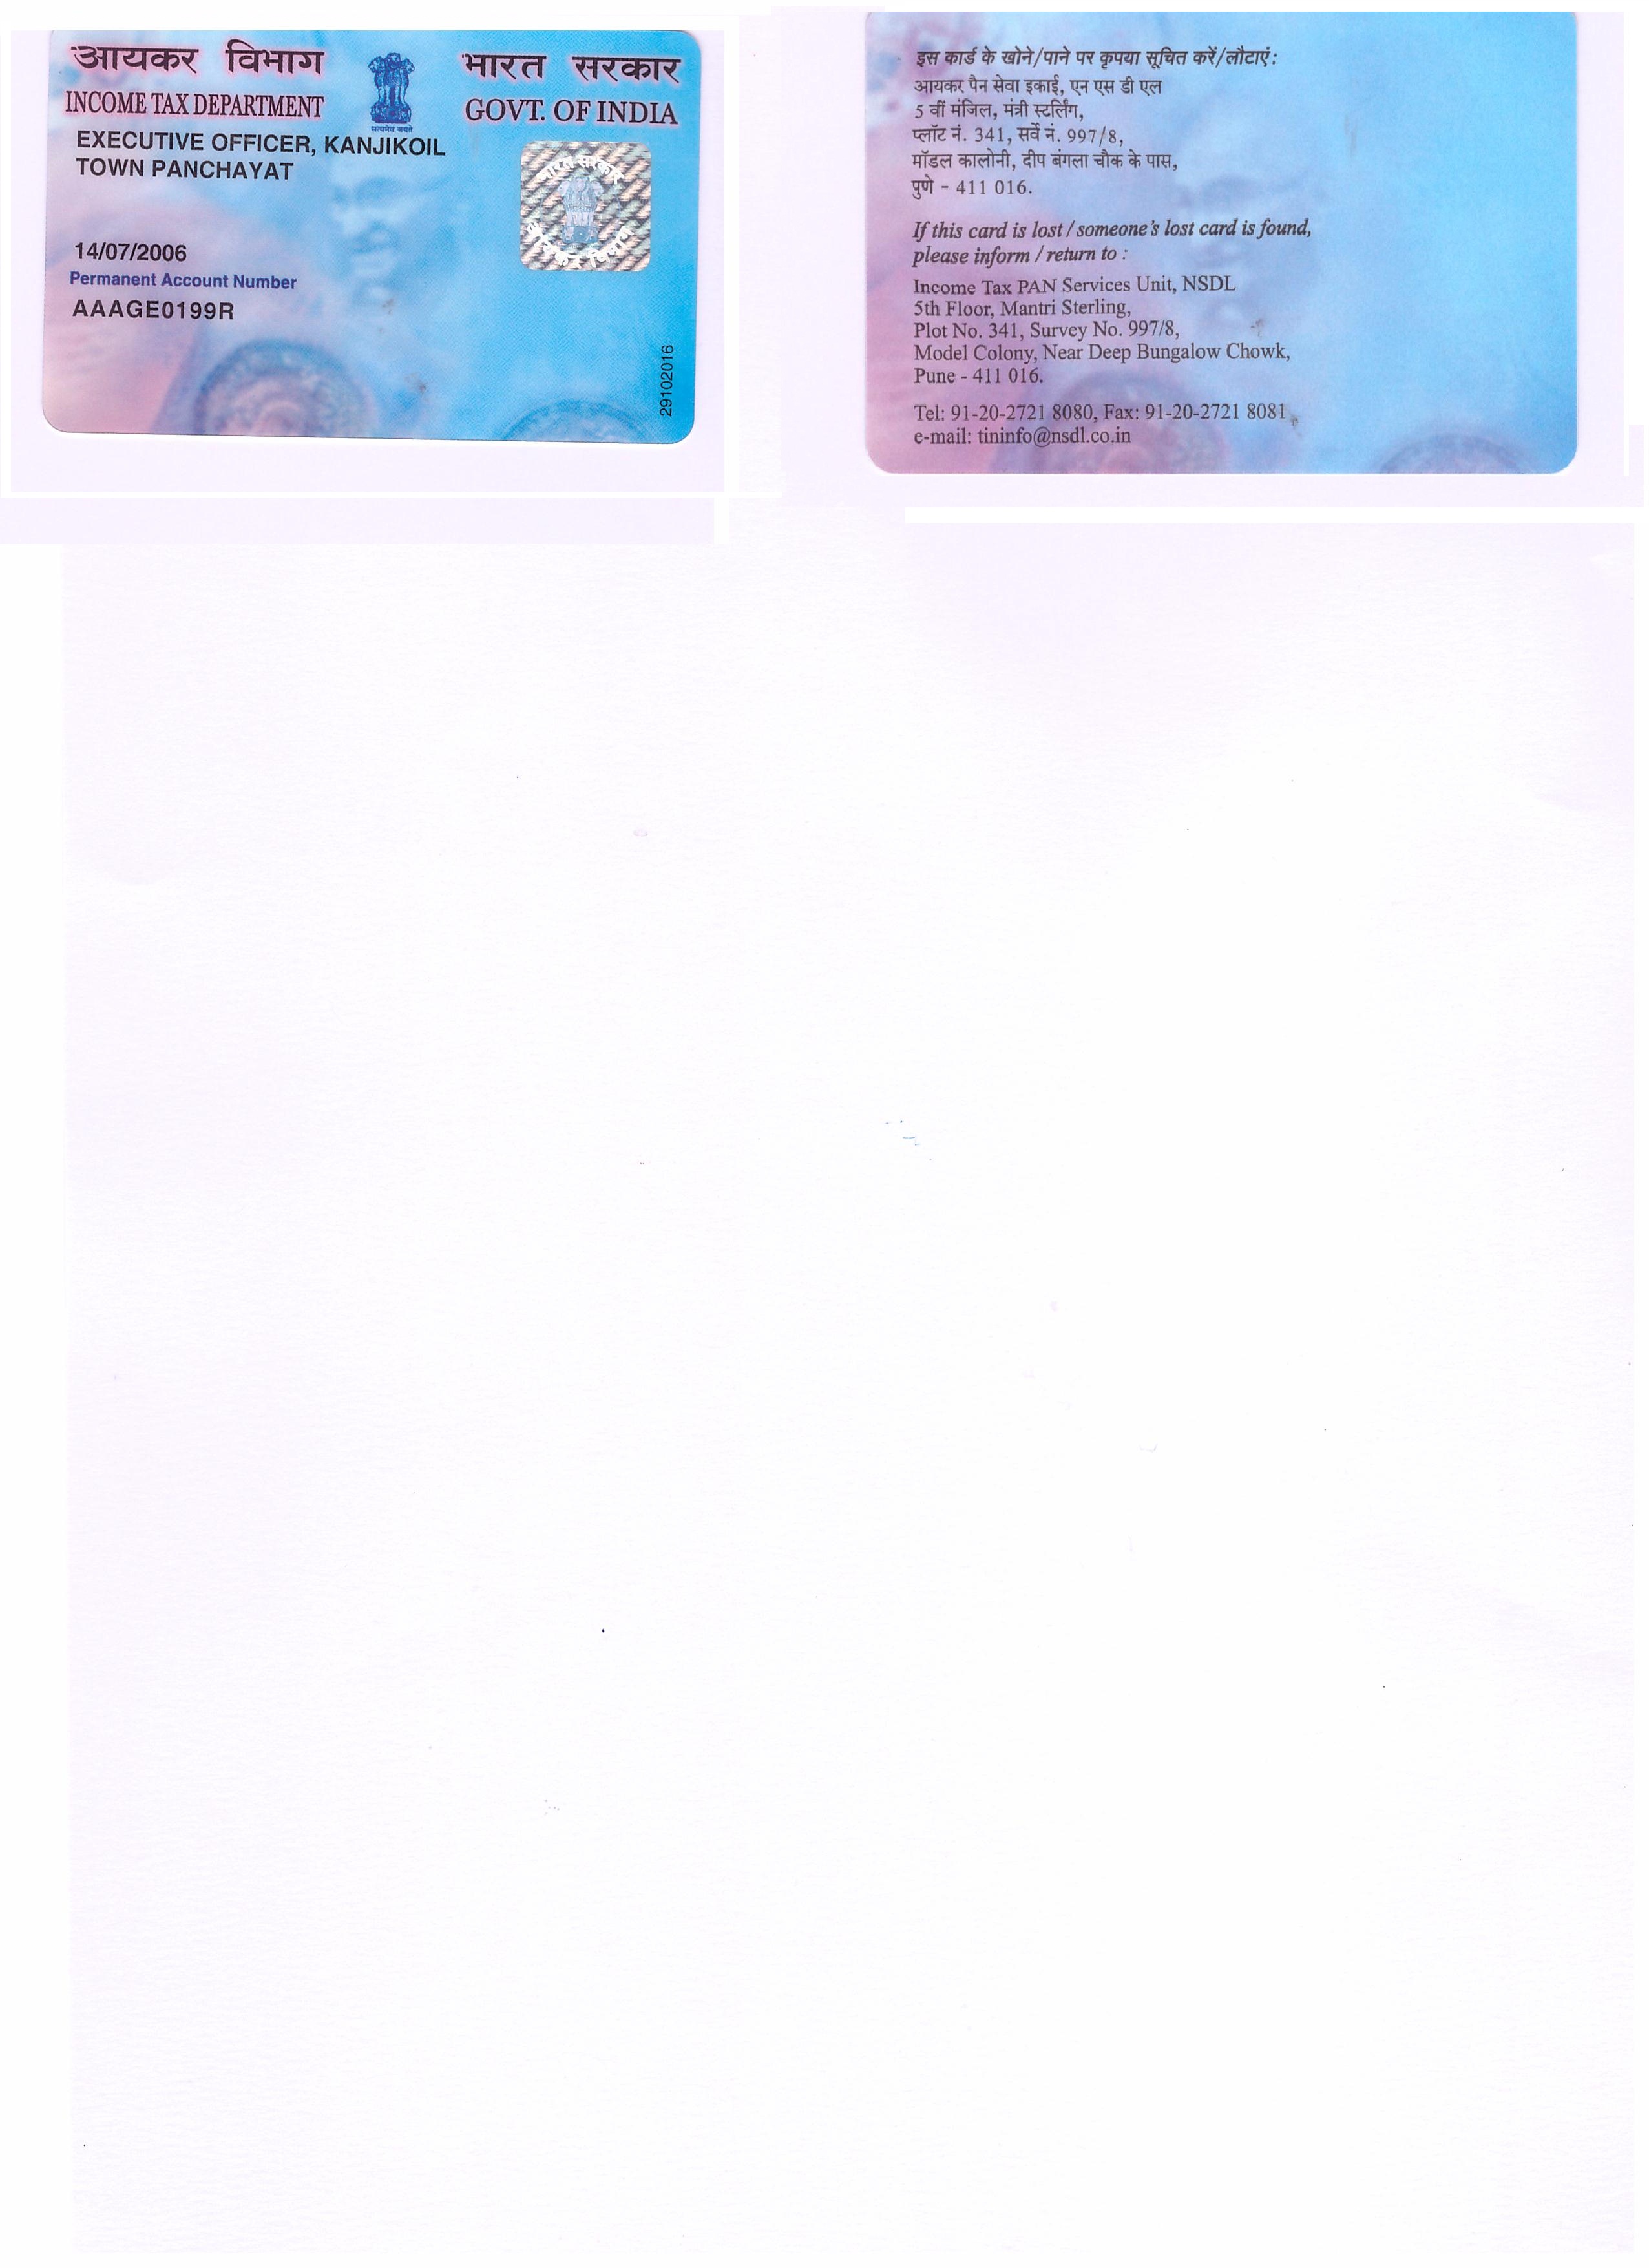 आयकर विभाग
INCOME TAX DEPARTMENT
सत्यमेव जयते
भारत सरकार
GOVT. OF INDIA
EXECUTIVE OFFICER, KANJIKOIL
TOWN PANCHAYAT
14/07/2006
Permanent Account Number
AAAGE0199R
भारत सरकार
आयकर विभाग
29102016
इस कार्ड के खोने/पाने पर कृपया सूचित करें/लौटाएं:
आयकर पैन सेवा इकाई, एन एस डी एल
5 वीं मंजिल, मंत्री स्टर्लिंग,
प्लॉट नं. 341, सर्वे नं. 997/8,
मॉडल कालोनी, दीप बंगला चौक के पास,
पुणे - 411 016.
If this card is lost / someone's lost card is found,
please inform / return to :
Income Tax PAN Services Unit, NSDL
5th Floor, Mantri Sterling,
Plot No. 341, Survey No. 997/8,
Model Colony, Near Deep Bungalow Chowk,
Pune - 411 016.
Tel: 91-20-2721 8080, Fax: 91-20-2721 8081
e-mail: tininfo@nsdl.co.in